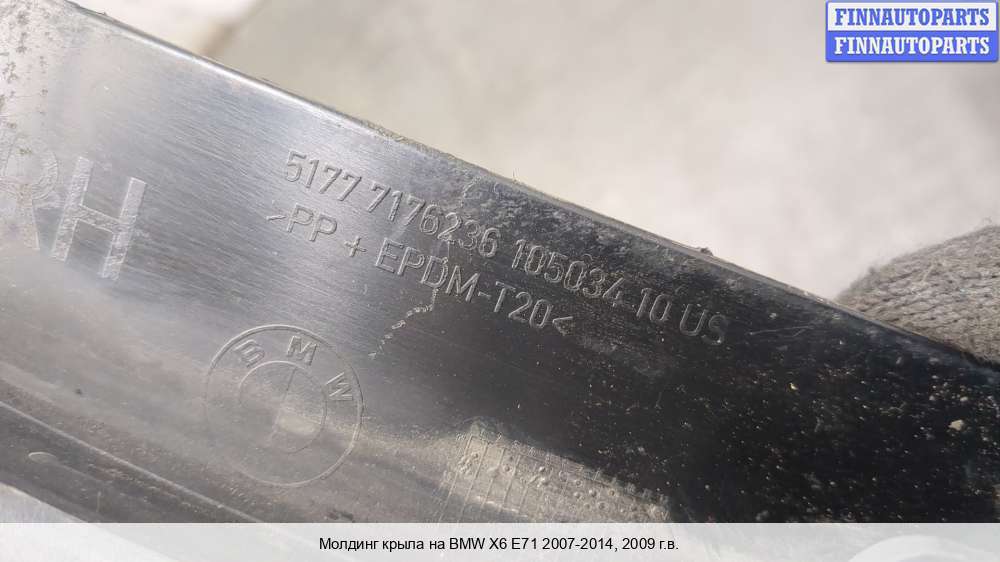 FINNAUTOPARTS
FINNAUTOPARTS
RH
5177 7176236 105034 10 US
>PP + EPDM-T20<
BMW
Молдинг крыла на BMW X6 E71 2007-2014, 2009 г.в.